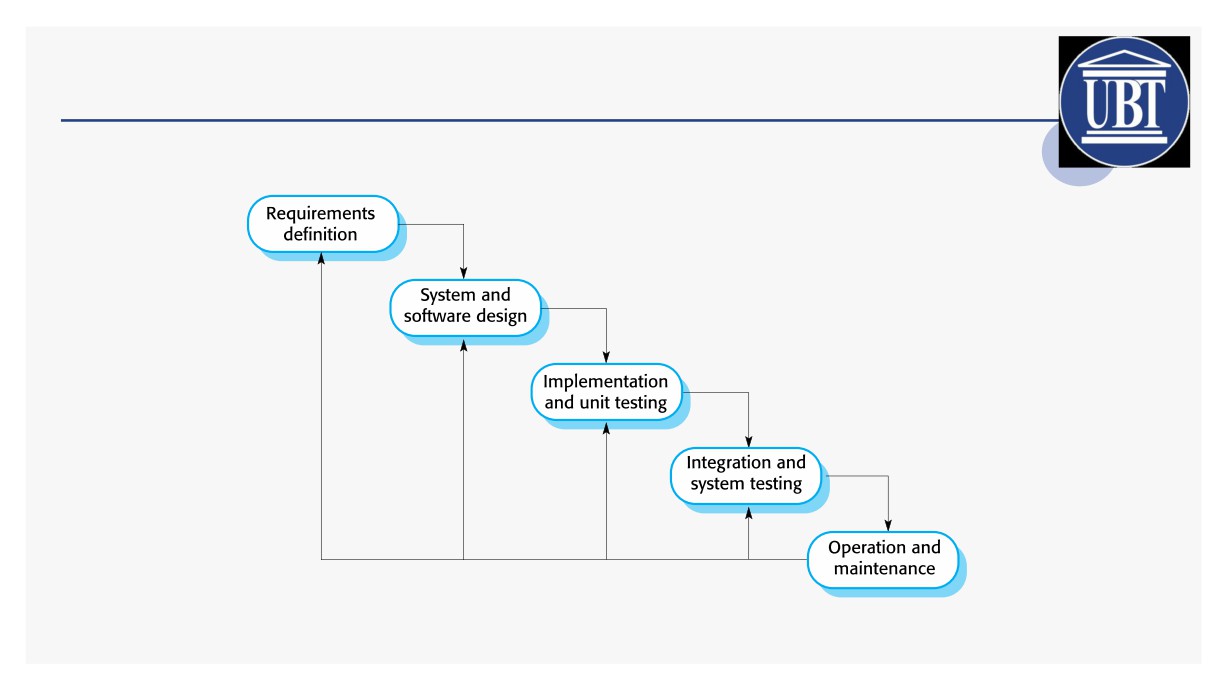 UBT
Requirements
definition
System and
software design
Implementation
and unit testing
Integration and
system testing
Operation and
maintenance